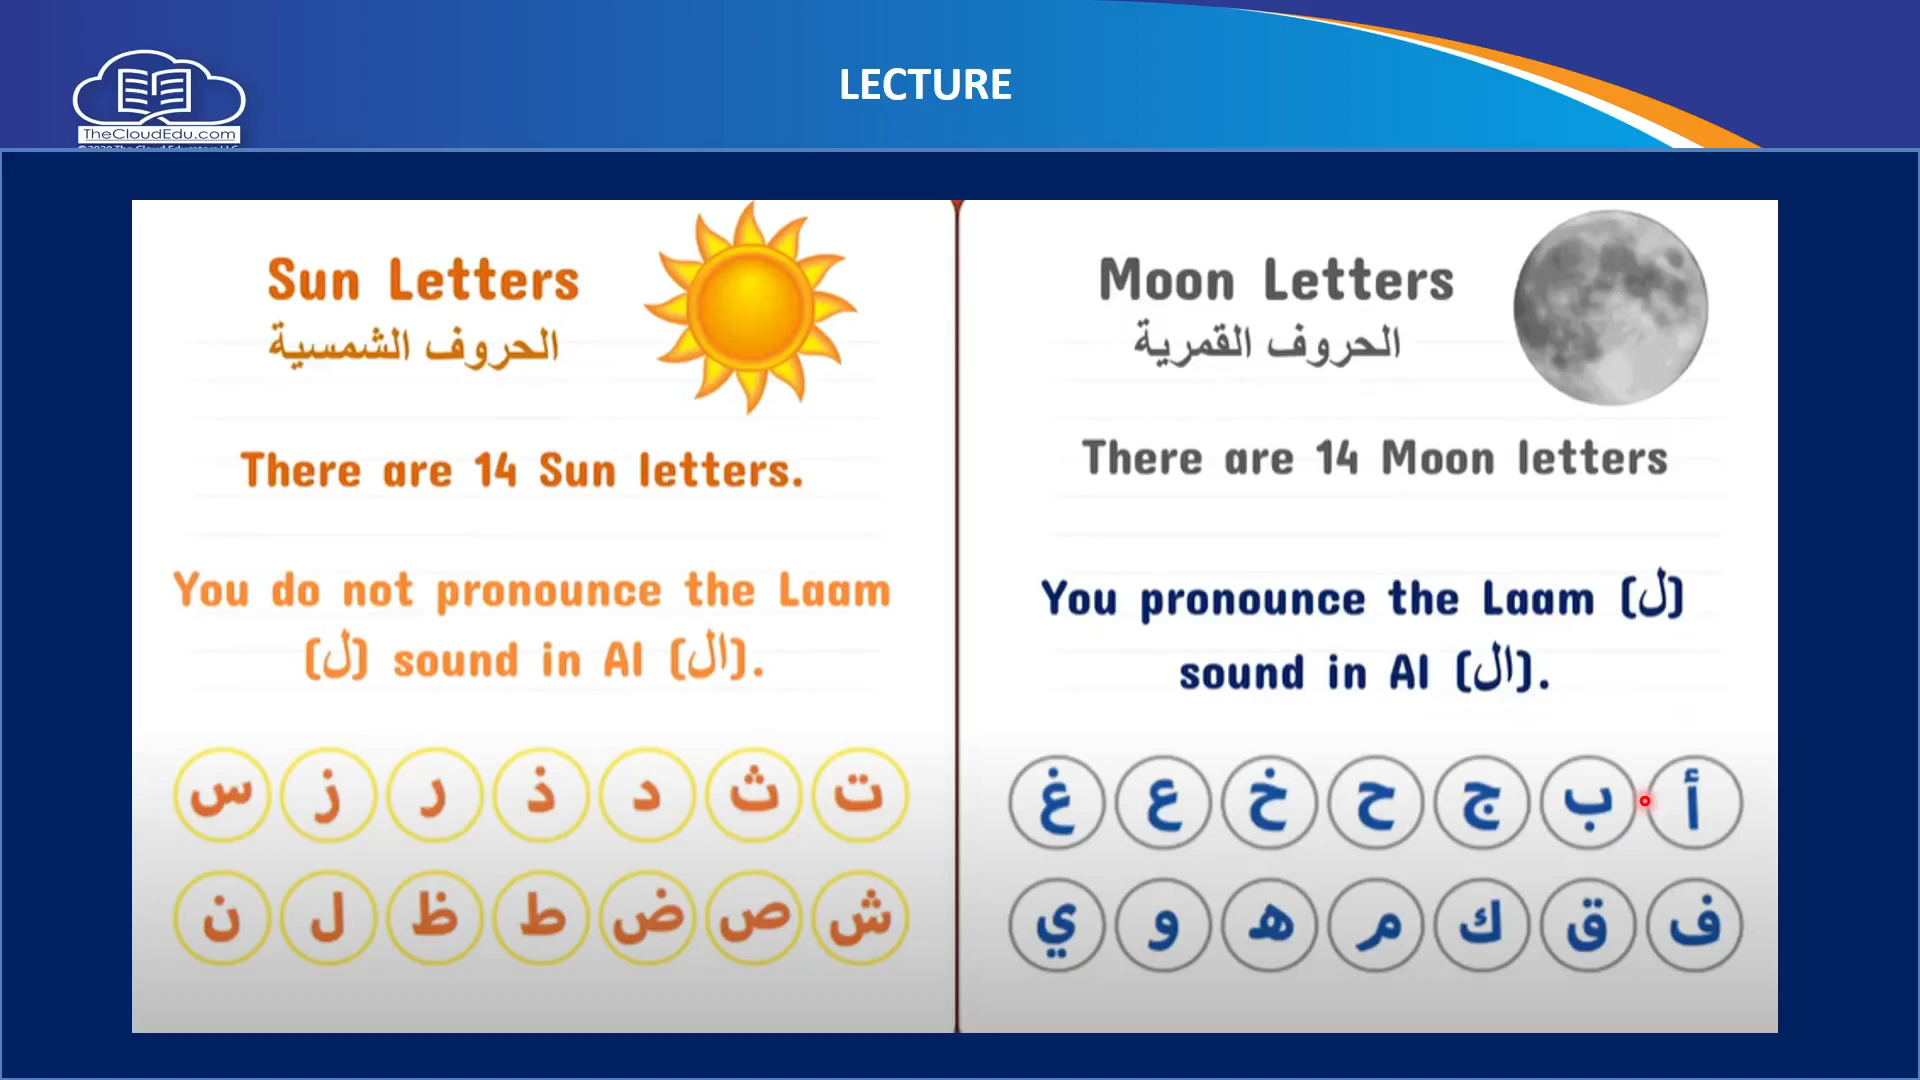 LECTURE
TheCloudEdu.com
Sun Letters
الحروف الشمسية
There are 14 Sun letters.
You do not pronounce the Laam
(ل) sound in Al (ال).
س ز ر ذ د ث ت
ن ل ظ ط ض ص ش
Moon Letters
الحروف القمرية
There are 14 Moon letters
You pronounce the Laam (ل)
sound in Al (ال).
أ ب ج ح خ ع غ
ف ق ك م ه و ي